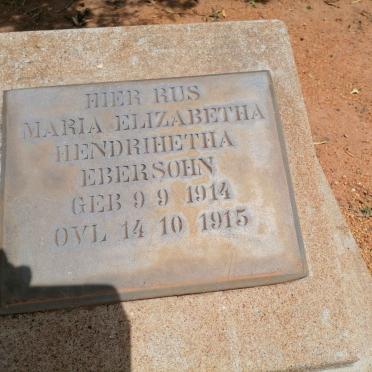 HIER RUS
MARIA ELIZABETHA
HENDRIHETHA
EBERSOHN
GEB 9 9 1914
OVL 14 10 1915